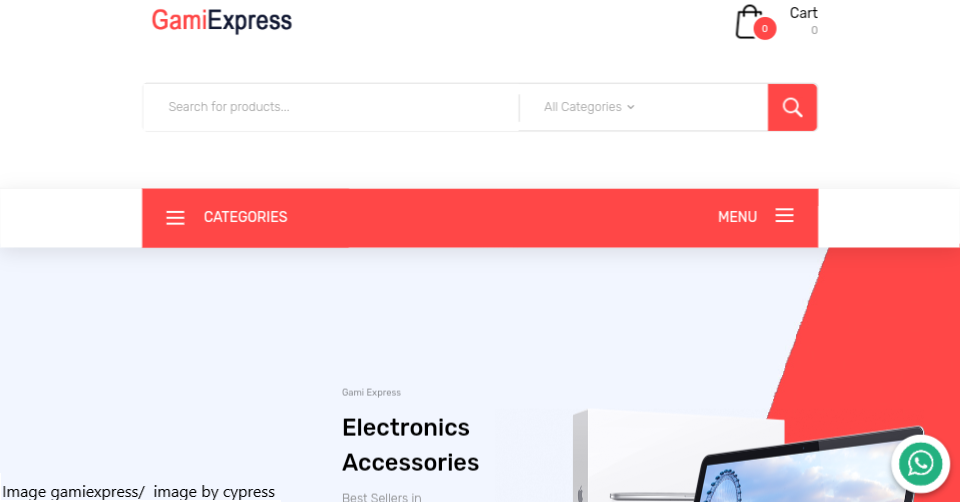 GamiExpress
Cart
0
0
Search for products...
All Categories
CATEGORIES
MENU
Gami Express
Electronics
Accessories
Best Sellers in
Image gamiexpress/ image by cypress